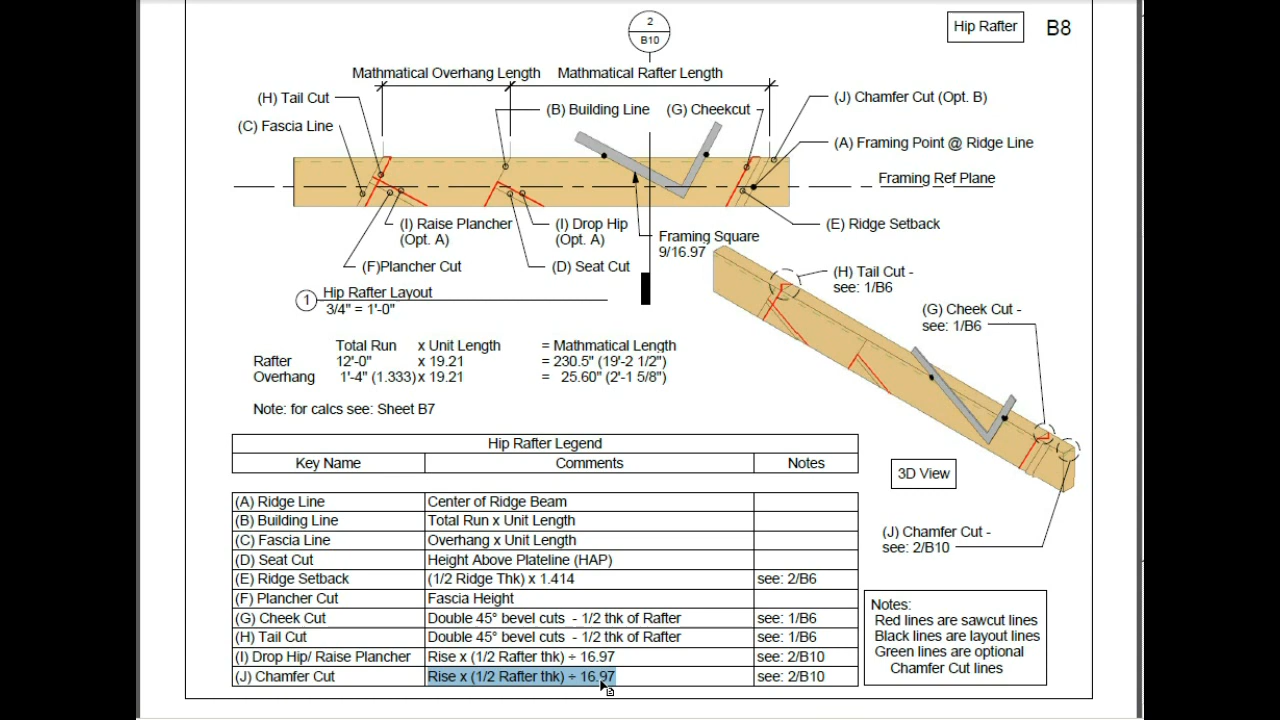 2
B10
Hip Rafter B8
Mathmatical Overhang Length Mathmatical Rafter Length
(H) Tail Cut
(C) Fascia Line
(B) Building Line
(G) Cheekcut
(J) Chamfer Cut (Opt. B)
(A) Framing Point @ Ridge Line
Framing Ref Plane
(I) Raise Plancher
(Opt. A)
(I) Drop Hip
(Opt. A)
(E) Ridge Setback
Framing Square
9/16.97
(F)Plancher Cut
(D) Seat Cut
1 Hip Rafter Layout
3/4" = 1'-0"
(H) Tail Cut -
see: 1/B6
(G) Cheek Cut -
see: 1/B6
Total Run x Unit Length = Mathmatical Length
Rafter 12'-0" x 19.21 = 230.5" (19'-2 1/2")
Overhang 1'-4" (1.333) x 19.21 = 25.60" (2'-1 5/8")
Note: for calcs see: Sheet B7
3D View
(J) Chamfer Cut -
see: 2/B10
Hip Rafter Legend
Key Name Comments Notes
(A) Ridge Line Center of Ridge Beam
(B) Building Line Total Run x Unit Length
(C) Fascia Line Overhang x Unit Length
(D) Seat Cut Height Above Plateline (HAP)
(E) Ridge Setback (1/2 Ridge Thk) x 1.414 see: 2/B6
(F) Plancher Cut Fascia Height
(G) Cheek Cut Double 45° bevel cuts - 1/2 thk of Rafter see: 1/B6
(H) Tail Cut Double 45° bevel cuts - 1/2 thk of Rafter see: 1/B6
(I) Drop Hip/ Raise Plancher Rise x (1/2 Rafter thk) ÷ 16.97 see: 2/B10
(J) Chamfer Cut Rise x (1/2 Rafter thk) ÷ 16.97 see: 2/B10
Notes:
Red lines are sawcut lines
Black lines are layout lines
Green lines are optional
Chamfer Cut lines